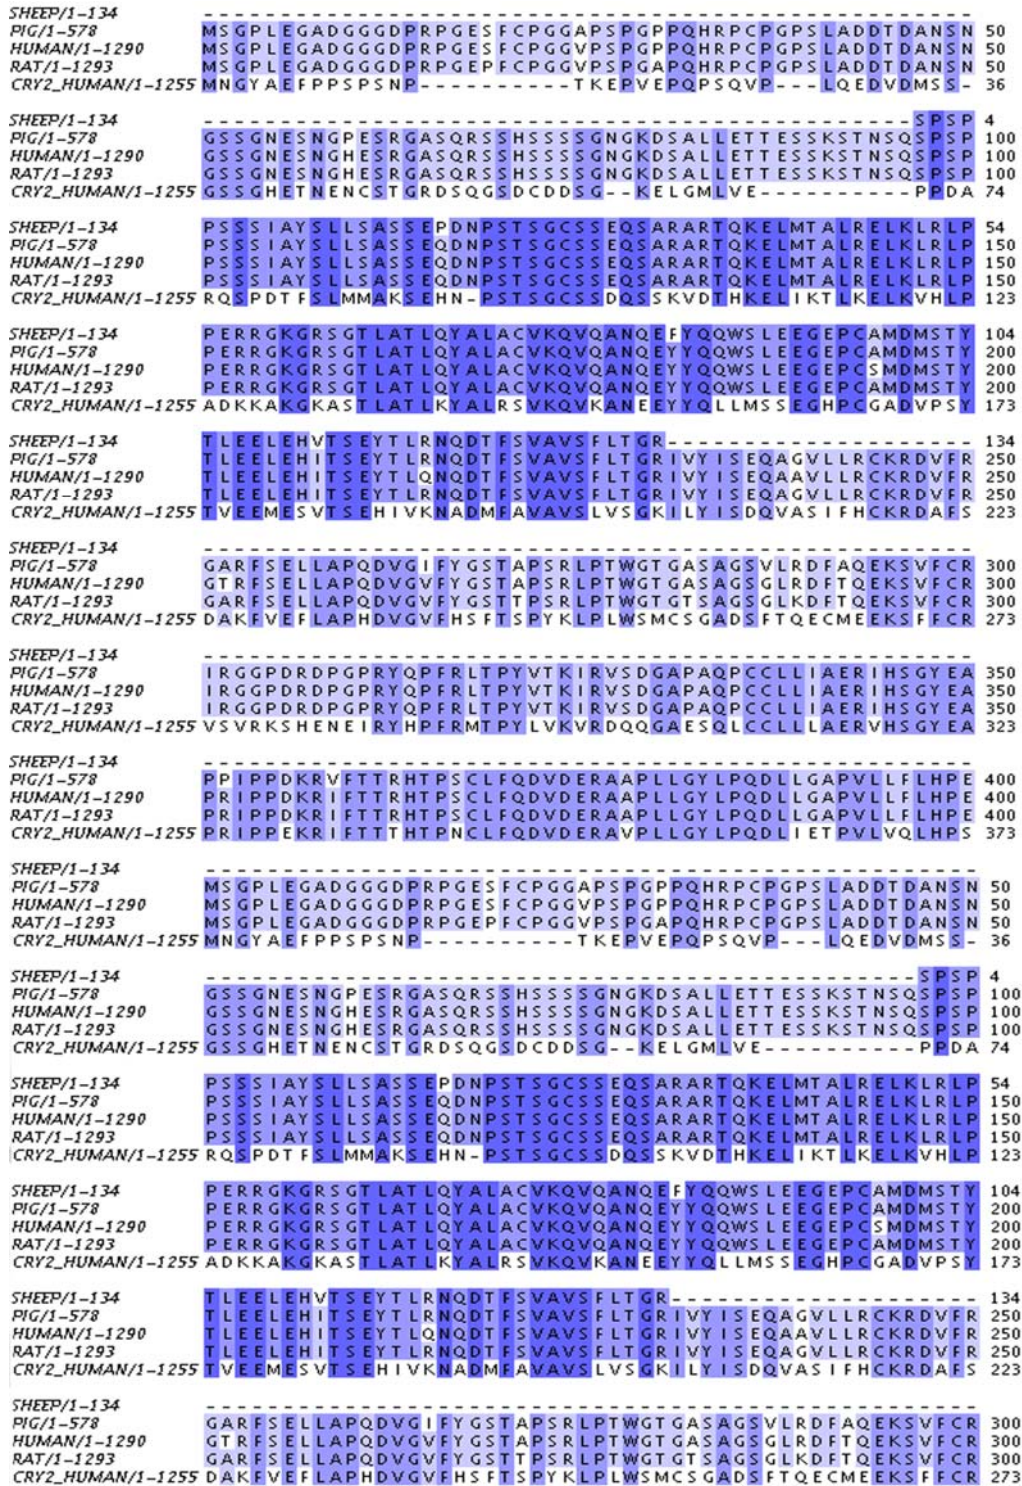 SHEEP/1-134 --------------------------------------------------
PIG/1-578 MSGPLEGADGGGDPRPGESFCPGGAPSPGPPQHRPCPGPSLADDTDANSN 50
HUMAN/1-1290 MSGPLEGADGGGDPRPGESFCPGGVPSPGPPQHRPCPGPSLADDTDANSN 50
RAT/1-1293 MSGPLEGADGGGDPRPGEPFCPGGVPSPGAPQHRPCPGPSLADDTDANSN 50
CRY2_HUMAN/1-1255 MNGYAEFPPSPSNP----------TKEPVEPQPSQVP---LQEDVDMSS- 36
SHEEP/1-134 ----------------------------------------------SPSP 4
PIG/1-578 GSSGNESNGPESRGASQRSSHSSSSGNGKDSALLETTESSKSTNSQSPSP 100
HUMAN/1-1290 GSSGNESNGHESRGASQRSSHSSSSGNGKDSALLETTESSKSTNSQSPSP 100
RAT/1-1293 GSSGNESNGHESRGASQRSSHSSSSGNGKDSALLETTESSKSTNSQSPSP 100
CRY2_HUMAN/1-1255 GSSGHETNENCSTGRDSQGSDCDDSG--KELGMLVE----------PPDA 74
SHEEP/1-134 PSSSIAYSLLSASSEPDNPSTSGCSSEQSARARTQKELMTALRELKLRLP 54
PIG/1-578 PSSSIAYSLLSASSEQDNPSTSGCSSEQSARARTQKELMTALRELKLRLP 150
HUMAN/1-1290 PSSSIAYSLLSASSEQDNPSTSGCSSEQSARARTQKELMTALRELKLRLP 150
RAT/1-1293 PSSSIAYSLLSASSEQDNPSTSGCSSEQSARARTQKELMTALRELKLRLP 150
CRY2_HUMAN/1-1255 RQSPDTFSLMMAKSEHN-PSTSGCSSDQSSKVDTHKELIKTLKELKVHLP 123
SHEEP/1-134 PERRGKGRSGTLATLQYALACVKQVQANQEFYQQWSLEEGEPCAMDMSTY 104
PIG/1-578 PERRGKGRSGTLATLQYALACVKQVQANQEYYQQWSLEEGEPCAMDMSTY 200
HUMAN/1-1290 PERRGKGRSGTLATLQYALACVKQVQANQEYYQQWSLEEGEPCSMDMSTY 200
RAT/1-1293 PERRGKGRSGTLATLQYALACVKQVQANQEYYQQWSLEEGEPCAMDMSTY 200
CRY2_HUMAN/1-1255 ADKKAKGKASTLATLKYALRSVKQVKANEEYYQLLMSSEGHPCGADVPSY 173
SHEEP/1-134 TLEELEHVTSEYTLRNQDTFSVAVSFLTGR-------------------- 134
PIG/1-578 TLEELEHITSEYTLRNQDTFSVAVSFLTGRIVYISEQAGVLLRCKRDVFR 250
HUMAN/1-1290 TLEELEHITSEYTLQNQDTFSVAVSFLTGRIVYISEQAAVLLRCKRDVFR 250
RAT/1-1293 TLEELEHITSEYTLRNQDTFSVAVSFLTGRIVYISEQAGVLLRCKRDVFR 250
CRY2_HUMAN/1-1255 TVEEMESVTSEHIVKNADMFAVAVSLVSGKILYISDQVASIFHCKRDAFS 223
SHEEP/1-134 --------------------------------------------------
PIG/1-578 GARFSELLAPQDVGIFYGSTAPSRLPTWGTGASAGSVLRDFAQEKSVFCR 300
HUMAN/1-1290 GTRFSELLAPQDVGVFYGSTAPSRLPTWGTGASAGSGLRDFTQEKSVFCR 300
RAT/1-1293 GARFSELLAPQDVGVFYGSTTPSRLPTWGTGTSAGSGLKDFTQEKSVFCR 300
CRY2_HUMAN/1-1255 DAKFVEFLAPHDVGVFHSFTSPYKLPLWSMCSGADSFTQECMEEKSFFCR 273
SHEEP/1-134 --------------------------------------------------
PIG/1-578 IRGGPDRDPGPRYQPFRLTPYVTKIRVSDGAPAQPCCLLIAERIHSGYEA 350
HUMAN/1-1290 IRGGPDRDPGPRYQPFRLTPYVTKIRVSDGAPAQPCCLLIAERIHSGYEA 350
RAT/1-1293 IRGGPDRDPGPRYQPFRLTPYVTKIRVSDGAPAQPCCLLIAERIHSGYEA 350
CRY2_HUMAN/1-1255 VSVRKSHENEIRYHPFRMTPYLVKVRDQQGAESQLCCLLLAERVHSGYEA 323
SHEEP/1-134 --------------------------------------------------
PIG/1-578 PPIPPDKRVFTTRHTPSCLFQDVDERAAPLLGYLPQDLLGAPVLLFLHPE 400
HUMAN/1-1290 PRIPPDKRIFTTRHTPSCLFQDVDERAAPLLGYLPQDLLGAPVLLFLHPE 400
RAT/1-1293 PRIPPDKRIFTTRHTPSCLFQDVDERAAPLLGYLPQDLLGAPVLLFLHPE 400
CRY2_HUMAN/1-1255 PRIPPEKRIFTTTHTPNCLFQDVDERAVPLLGYLPQDLIETPVLVQLHPS 373
SHEEP/1-134 --------------------------------------------------
PIG/1-578 MSGPLEGADGGGDPRPGESFCPGGAPSPGPPQHRPCPGPSLADDTDANSN 50
HUMAN/1-1290 MSGPLEGADGGGDPRPGESFCPGGVPSPGPPQHRPCPGPSLADDTDANSN 50
RAT/1-1293 MSGPLEGADGGGDPRPGEPFCPGGVPSPGAPQHRPCPGPSLADDTDANSN 50
CRY2_HUMAN/1-1255 MNGYAEFPPSPSNP----------TKEPVEPQPSQVP---LQEDVDMSS- 36
SHEEP/1-134 ----------------------------------------------SPSP 4
PIG/1-578 GSSGNESNGPESRGASQRSSHSSSSGNGKDSALLETTESSKSTNSQSPSP 100
HUMAN/1-1290 GSSGNESNGHESRGASQRSSHSSSSGNGKDSALLETTESSKSTNSQSPSP 100
RAT/1-1293 GSSGNESNGHESRGASQRSSHSSSSGNGKDSALLETTESSKSTNSQSPSP 100
CRY2_HUMAN/1-1255 GSSGHETNENCSTGRDSQGSDCDDSG--KELGMLVE----------PPDA 74
SHEEP/1-134 PSSSIAYSLLSASSEPDNPSTSGCSSEQSARARTQKELMTALRELKLRLP 54
PIG/1-578 PSSSIAYSLLSASSEQDNPSTSGCSSEQSARARTQKELMTALRELKLRLP 150
HUMAN/1-1290 PSSSIAYSLLSASSEQDNPSTSGCSSEQSARARTQKELMTALRELKLRLP 150
RAT/1-1293 PSSSIAYSLLSASSEQDNPSTSGCSSEQSARARTQKELMTALRELKLRLP 150
CRY2_HUMAN/1-1255 RQSPDTFSLMMAKSEHN-PSTSGCSSDQSSKVDTHKELIKTLKELKVHLP 123
SHEEP/1-134 PERRGKGRSGTLATLQYALACVKQVQANQEFYQQWSLEEGEPCAMDMSTY 104
PIG/1-578 PERRGKGRSGTLATLQYALACVKQVQANQEYYQQWSLEEGEPCAMDMSTY 200
HUMAN/1-1290 PERRGKGRSGTLATLQYALACVKQVQANQEYYQQWSLEEGEPCSMDMSTY 200
RAT/1-1293 PERRGKGRSGTLATLQYALACVKQVQANQEYYQQWSLEEGEPCAMDMSTY 200
CRY2_HUMAN/1-1255 ADKKAKGKASTLATLKYALRSVKQVKANEEYYQLLMSSEGHPCGADVPSY 173
SHEEP/1-134 TLEELEHVTSEYTLRNQDTFSVAVSFLTGR-------------------- 134
PIG/1-578 TLEELEHITSEYTLRNQDTFSVAVSFLTGRIVYISEQAGVLLRCKRDVFR 250
HUMAN/1-1290 TLEELEHITSEYTLQNQDTFSVAVSFLTGRIVYISEQAAVLLRCKRDVFR 250
RAT/1-1293 TLEELEHITSEYTLRNQDTFSVAVSFLTGRIVYISEQAGVLLRCKRDVFR 250
CRY2_HUMAN/1-1255 TVEEMESVTSEHIVKNADMFAVAVSLVSGKILYISDQVASIFHCKRDAFS 223
SHEEP/1-134 --------------------------------------------------
PIG/1-578 GARFSELLAPQDVGIFYGSTAPSRLPTWGTGASAGSVLRDFAQEKSVFCR 300
HUMAN/1-1290 GTRFSELLAPQDVGVFYGSTAPSRLPTWGTGASAGSGLRDFTQEKSVFCR 300
RAT/1-1293 GARFSELLAPQDVGVFYGSTTPSRLPTWGTGTSAGSGLKDFTQEKSVFCR 300
CRY2_HUMAN/1-1255 DAKFVEFLAPHDVGVFHSFTSPYKLPLWSMCSGADSFTQECMEEKSFFCR 273